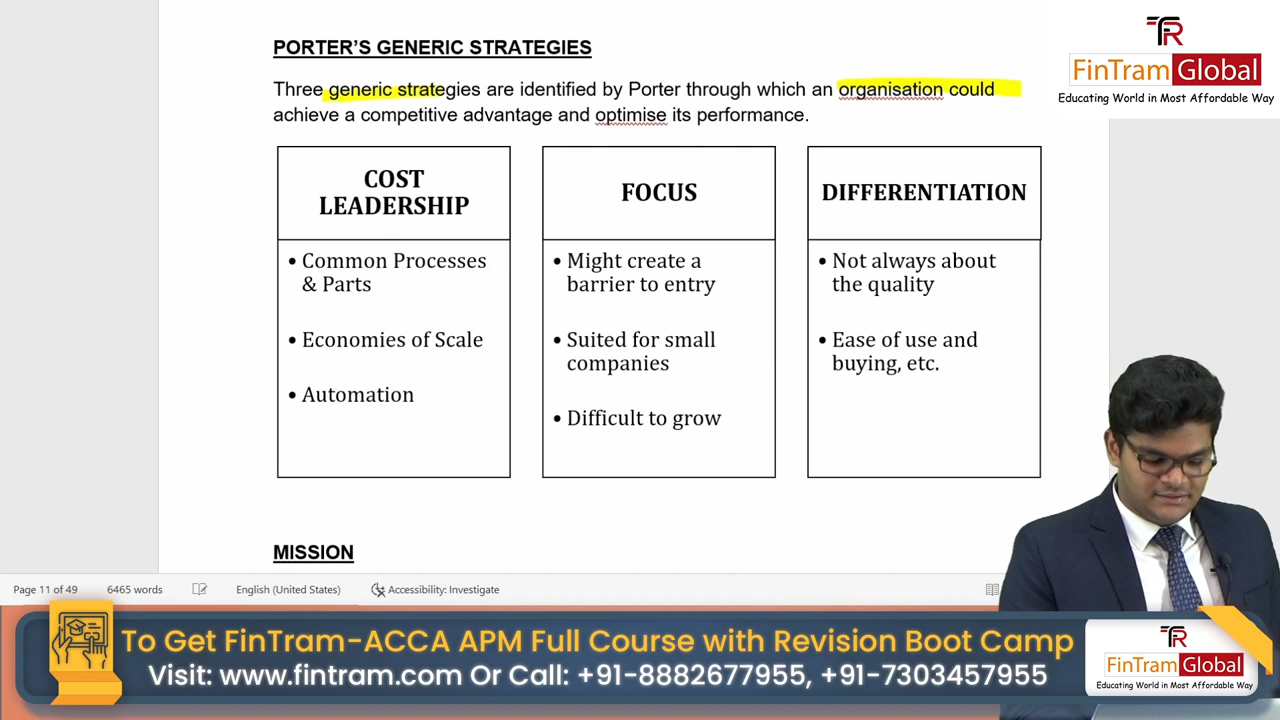 PORTER’S GENERIC STRATEGIES
Three generic strategies are identified by Porter through which an organisation could
achieve a competitive advantage and optimise its performance.
COST
LEADERSHIP
• Common Processes
& Parts
• Economies of Scale
• Automation
FOCUS
• Might create a
barrier to entry
• Suited for small
companies
• Difficult to grow
DIFFERENTIATION
• Not always about
the quality
• Ease of use and
buying, etc.
MISSION
FinTram Global
Educating World in Most Affordable Way
Page 11 of 49 6465 words English (United States) Accessibility: Investigate
To Get FinTram-ACCA APM Full Course with Revision Boot Camp
Visit: www.fintram.com Or Call: +91-8882677955, +91-7303457955
FinTram Global
Educating World in Most Affordable Way